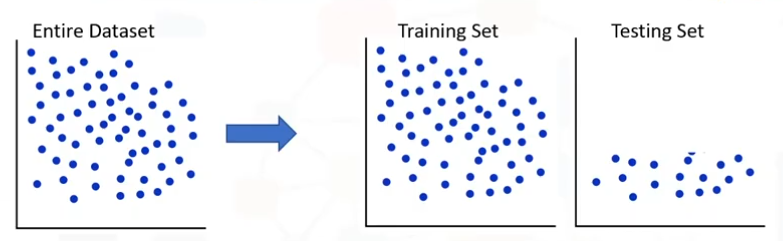 Entire Dataset
Training Set
Testing Set